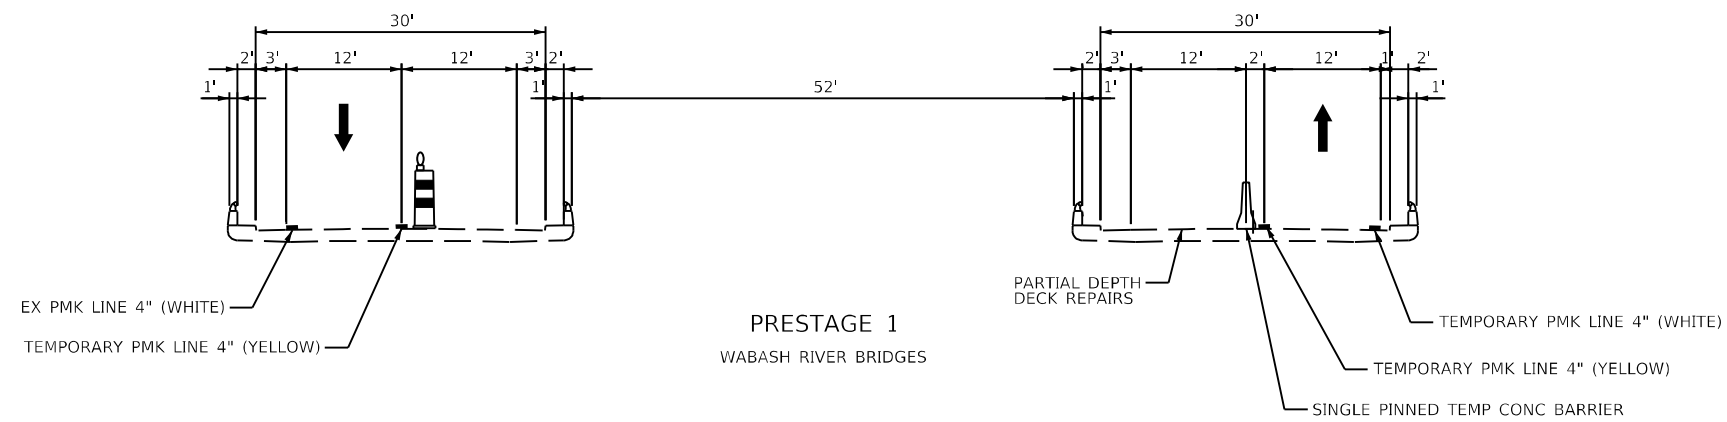 30'
30'
2' 3' 12' 12' 3' 2'
2' 3' 12' 2' 12' 1' 2'
1' 1' 52' 1' 1'
PARTIAL DEPTH
DECK REPAIRS
EX PMK LINE 4" (WHITE)
PRESTAGE 1
TEMPORARY PMK LINE 4" (WHITE)
TEMPORARY PMK LINE 4" (YELLOW)
WABASH RIVER BRIDGES
TEMPORARY PMK LINE 4" (YELLOW)
SINGLE PINNED TEMP CONC BARRIER